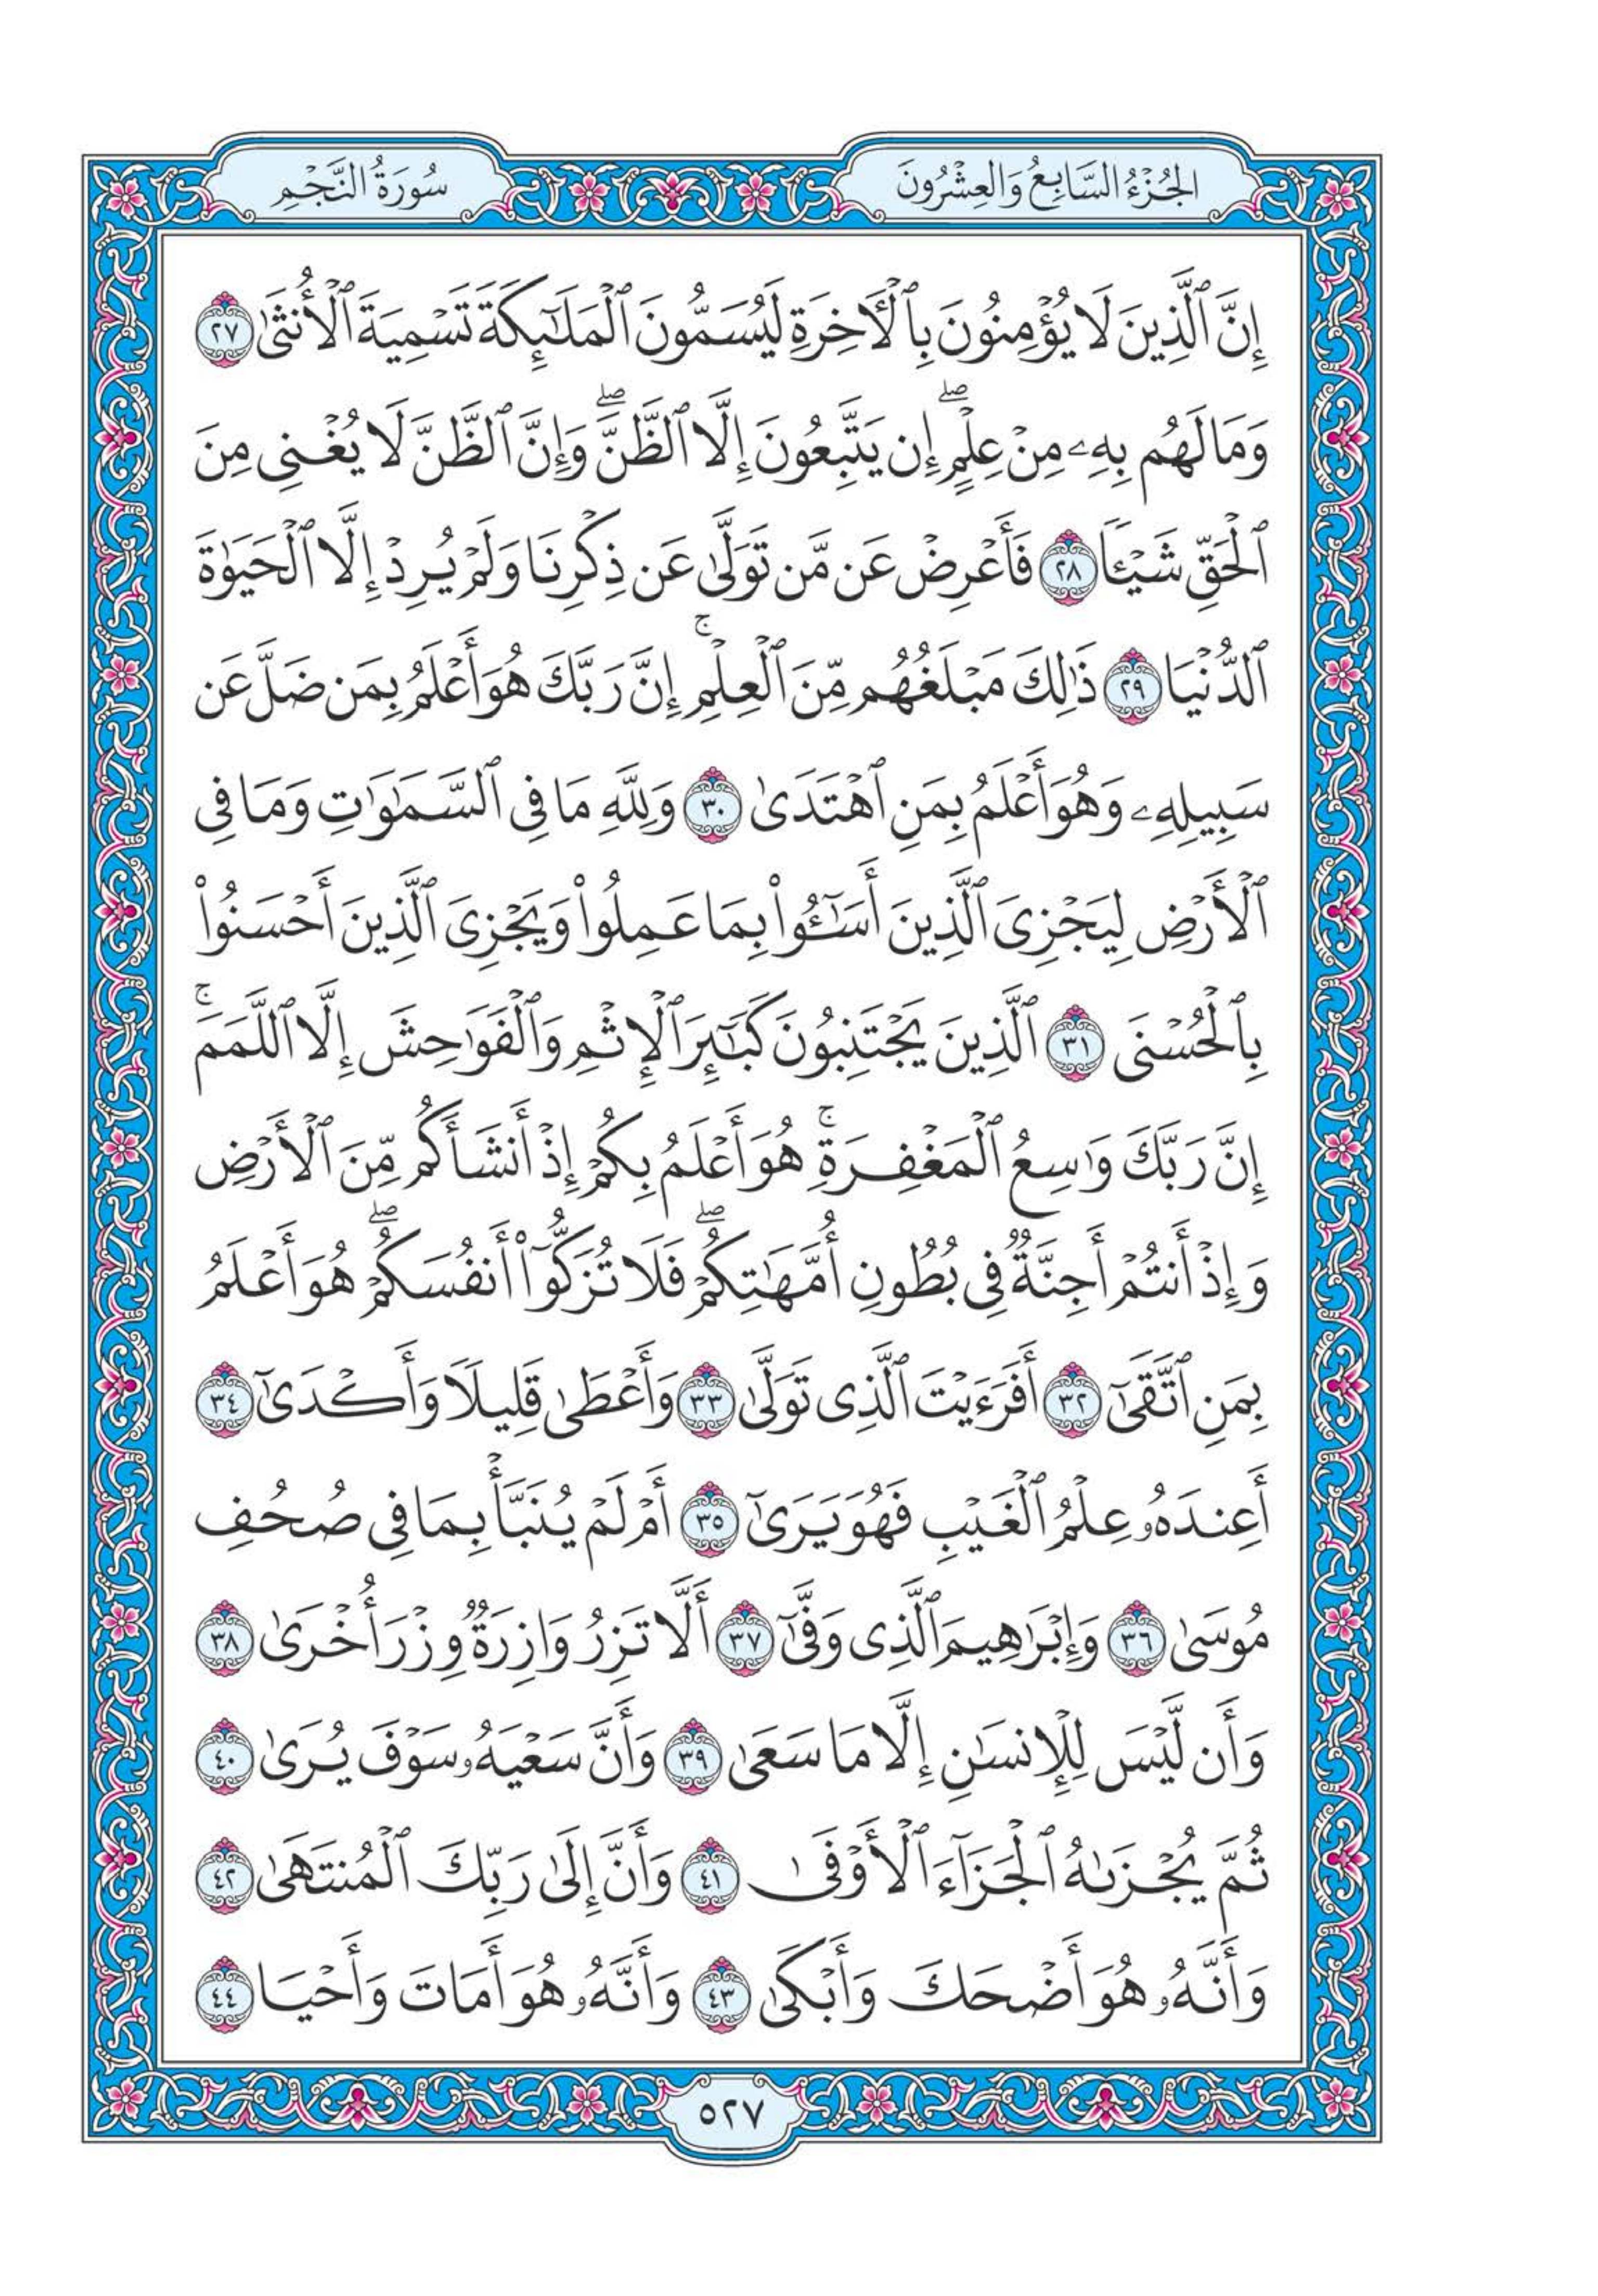 الجُزْءُ السَّابِعُ وَالعِشْرُونَ
سُورَةُ النَّجْمِ
إِنَّ ٱلَّذِينَ لَا يُؤْمِنُونَ بِٱلْأَخِرَةِ لَيُسَمُّونَ ٱلْمَلَٰٓئِكَةَ تَسْمِيَةَ ٱلْأُنثَىٰ ٢٧
وَمَا لَهُم بِهِۦ مِنْ عِلْمٍۖ إِن يَتَّبِعُونَ إِلَّا ٱلظَّنَّۖ وَإِنَّ ٱلظَّنَّ لَا يُغْنِى مِنَ
ٱلْحَقِّ شَيْـًٔا ٢٨ فَأَعْرِضْ عَن مَّن تَوَلَّىٰ عَن ذِكْرِنَا وَلَمْ يُرِدْ إِلَّا ٱلْحَيَوٰةَ
ٱلدُّنْيَا ٢٩ ذَٰلِكَ مَبْلَغُهُم مِّنَ ٱلْعِلْمِۚ إِنَّ رَبَّكَ هُوَ أَعْلَمُ بِمَن ضَلَّ عَن
سَبِيلِهِۦ وَهُوَ أَعْلَمُ بِمَنِ ٱهْتَدَىٰ ٣٠ وَلِلَّهِ مَا فِى ٱلسَّمَٰوَٰتِ وَمَا فِى
ٱلْأَرْضِ لِيَجْزِىَ ٱلَّذِينَ أَسَٰٓـُٔوا۟ بِمَا عَمِلُوا۟ وَيَجْزِىَ ٱلَّذِينَ أَحْسَنُوا۟
بِٱلْحُسْنَى ٣١ ٱلَّذِينَ يَجْتَنِبُونَ كَبَٰٓئِرَ ٱلْإِثْمِ وَٱلْفَوَٰحِشَ إِلَّا ٱللَّمَمَۚ
إِنَّ رَبَّكَ وَٰسِعُ ٱلْمَغْفِرَةِۚ هُوَ أَعْلَمُ بِكُمْ إِذْ أَنشَأَكُم مِّنَ ٱلْأَرْضِ
وَإِذْ أَنتُمْ أَجِنَّةٌ فِى بُطُونِ أُمَّهَٰتِكُمْۖ فَلَا تُزَكُّوٓا۟ أَنفُسَكُمْۖ هُوَ أَعْلَمُ
بِمَنِ ٱتَّقَىٰٓ ٣٢ أَفَرَءَيْتَ ٱلَّذِى تَوَلَّىٰ ٣٣ وَأَعْطَىٰ قَلِيلًا وَأَكْدَىٰٓ ٣٤
أَعِندَهُۥ عِلْمُ ٱلْغَيْبِ فَهُوَ يَرَىٰٓ ٣٥ أَمْ لَمْ يُنَبَّأْ بِمَا فِى صُحُفِ
مُوسَىٰ ٣٦ وَإِبْرَٰهِيمَ ٱلَّذِى وَفَّىٰٓ ٣٧ أَلَّا تَزِرُ وَازِرَةٌ وِزْرَ أُخْرَىٰ ٣٨
وَأَن لَّيْسَ لِلْإِنسَٰنِ إِلَّا مَا سَعَىٰ ٣٩ وَأَنَّ سَعْيَهُۥ سَوْفَ يُرَىٰ ٤٠
ثُمَّ يُجْزَىٰهُ ٱلْجَزَآءَ ٱلْأَوْفَىٰ ٤١ وَأَنَّ إِلَىٰ رَبِّكَ ٱلْمُنتَهَىٰ ٤٢
وَأَنَّهُۥ هُوَ أَضْحَكَ وَأَبْكَىٰ ٤٣ وَأَنَّهُۥ هُوَ أَمَاتَ وَأَحْيَا ٤٤
٥٢٧